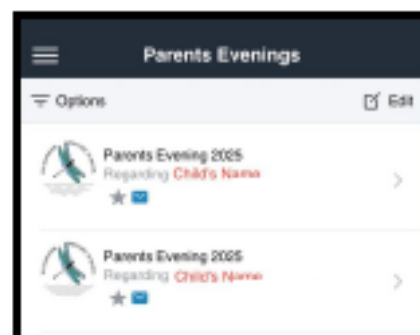 Parents Evenings
Options Edit
Parents Evening 2025
Regarding Child's Name
Parents Evening 2025
Regarding Child's Name